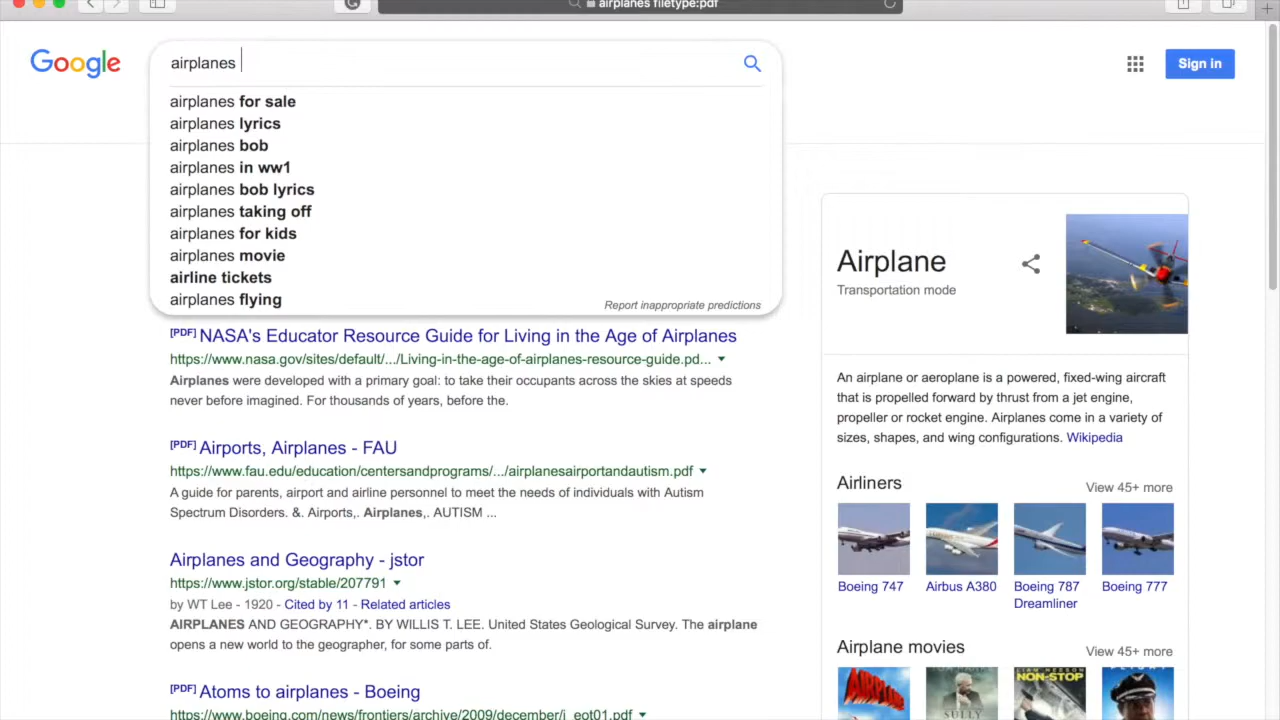 airplanes filetype:pdf
Google
airplanes
Sign in
airplanes for sale
airplanes lyrics
airplanes bob
airplanes in ww1
airplanes bob lyrics
airplanes taking off
airplanes for kids
airplanes movie
airline tickets
airplanes flying
Report inappropriate predictions
[PDF] NASA's Educator Resource Guide for Living in the Age of Airplanes
https://www.nasa.gov/sites/default/.../Living-in-the-age-of-airplanes-resource-guide.pd...
Airplanes were developed with a primary goal: to take their occupants across the skies at speeds
never before imagined. For thousands of years, before the.
[PDF] Airports, Airplanes - FAU
https://www.fau.edu/education/centersandprograms/.../airplanesairportandautism.pdf
A guide for parents, airport and airline personnel to meet the needs of individuals with Autism
Spectrum Disorders. &. Airports,. Airplanes,. AUTISM ...
Airplanes and Geography - jstor
https://www.jstor.org/stable/207791
by WT Lee - 1920 - Cited by 11 - Related articles
AIRPLANES AND GEOGRAPHY*. BY WILLIS T. LEE. United States Geological Survey. The airplane
opens a new world to the geographer, for some parts of.
[PDF] Atoms to airplanes - Boeing
https://www.boeing.com/news/frontiers/archive/2009/december/i_eot01.pdf
Airplane
Transportation mode
An airplane or aeroplane is a powered, fixed-wing aircraft
that is propelled forward by thrust from a jet engine,
propeller or rocket engine. Airplanes come in a variety of
sizes, shapes, and wing configurations. Wikipedia
Airliners
View 45+ more
Boeing 747
Airbus A380
Boeing 787
Dreamliner
Boeing 777
Airplane movies
View 45+ more
AIRPLANE
SULLY
NON-STOP